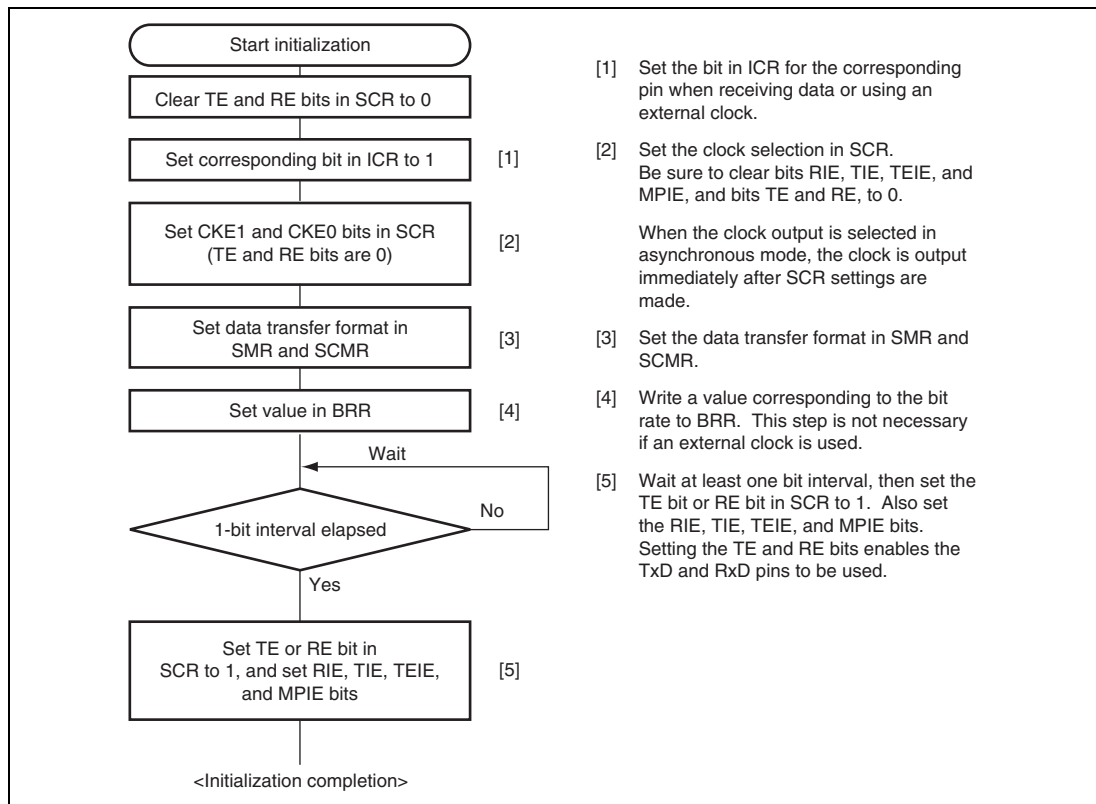 Start initialization
Clear TE and RE bits in SCR to 0
Set corresponding bit in ICR to 1
[1]
Set CKE1 and CKE0 bits in SCR
(TE and RE bits are 0)
[2]
Set data transfer format in
SMR and SCMR
[3]
Set value in BRR
[4]
Wait
No
1-bit interval elapsed
Yes
Set TE or RE bit in
SCR to 1, and set RIE, TIE, TEIE,
and MPIE bits
[5]
<Initialization completion>
[1] Set the bit in ICR for the corresponding
pin when receiving data or using an
external clock.
[2] Set the clock selection in SCR.
Be sure to clear bits RIE, TIE, TEIE, and
MPIE, and bits TE and RE, to 0.
When the clock output is selected in
asynchronous mode, the clock is output
immediately after SCR settings are
made.
[3] Set the data transfer format in SMR and
SCMR.
[4] Write a value corresponding to the bit
rate to BRR. This step is not necessary
if an external clock is used.
[5] Wait at least one bit interval, then set the
TE bit or RE bit in SCR to 1. Also set
the RIE, TIE, TEIE, and MPIE bits.
Setting the TE and RE bits enables the
TxD and RxD pins to be used.